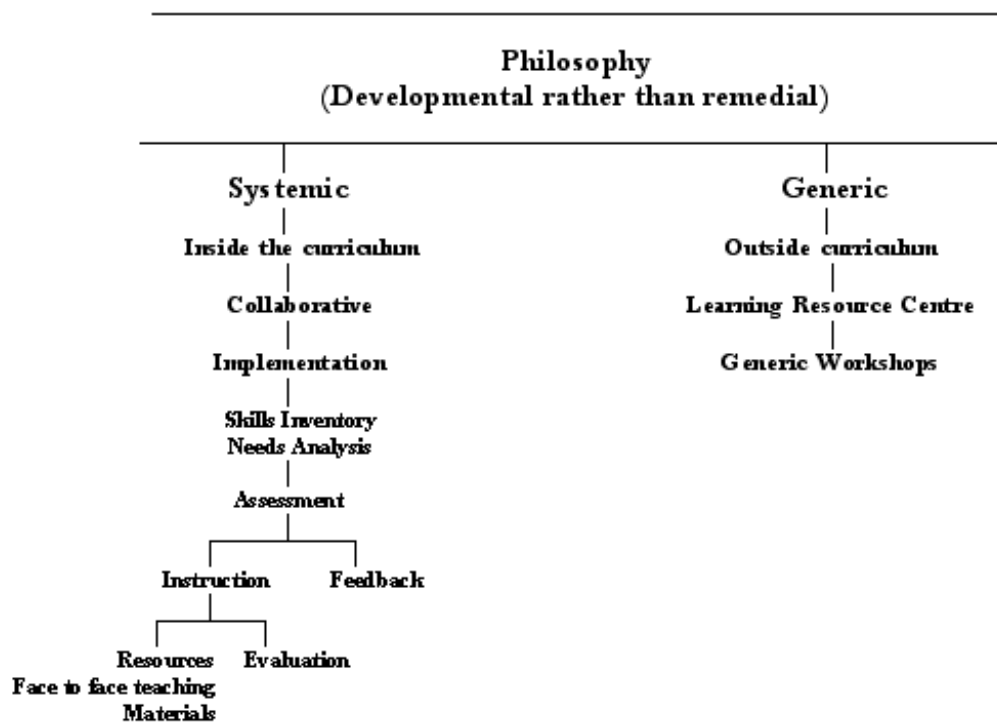 Philosophy
(Developmental rather than remedial)
Systemic
Generic
Inside the curriculum
Outside curriculum
Collaborative
Learning Resource Centre
Implementation
Generic Workshops
Skills Inventory
Needs Analysis
Assessment
Instruction
Feedback
Resources
Evaluation
Face to face teaching
Materials